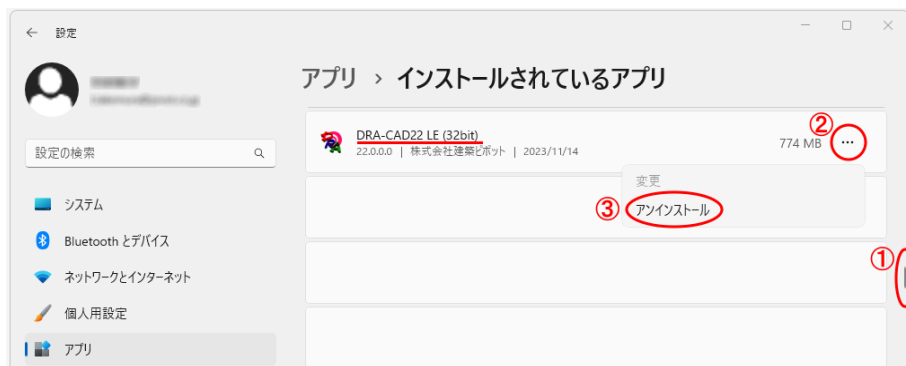 設定
アプリ › インストールされているアプリ
DRA-CAD22 LE (32bit)
22.0.0.0 | 株式会社建築ピボット | 2023/11/14
774 MB
②
…
変更
③
アンインストール
①
設定の検索
システム
Bluetooth とデバイス
ネットワークとインターネット
個人用設定
アプリ